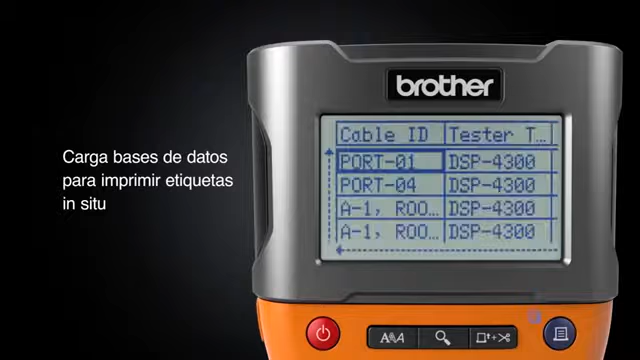 Carga bases de datos
para imprimir etiquetas
in situ
brother
Cable ID Tester T...
PORT-01 DSP-4300
PORT-04 DSP-4300
A-1, ROO... DSP-4300
A-1, ROO... DSP-4300
AAA